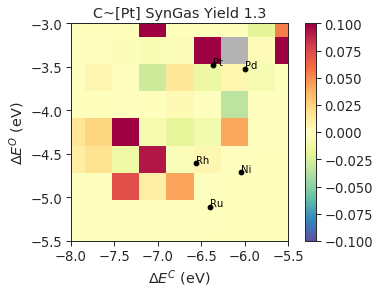 C~[Pt] SynGas Yield 1.3
ΔE^O (eV)
−3.0
−3.5
−4.0
−4.5
−5.0
−5.5
Pt
Pd
Rh
Ni
Ru
−8.0 −7.5 −7.0 −6.5 −6.0 −5.5
ΔE^C (eV)
0.100
0.075
0.050
0.025
0.000
−0.025
−0.050
−0.075
−0.100